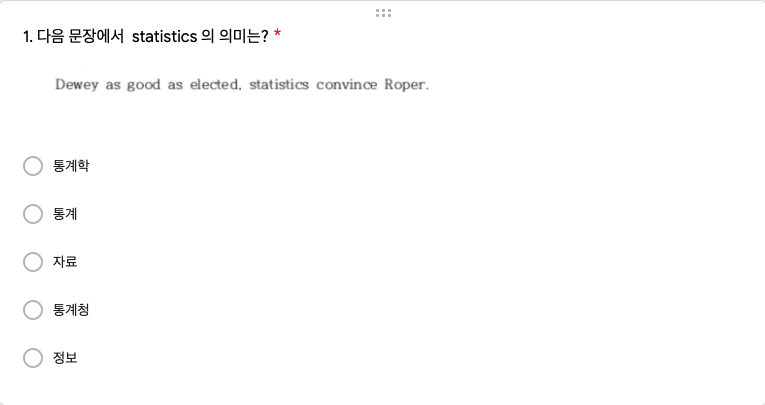 1. 다음 문장에서 statistics 의 의미는? *
Dewey as good as elected, statistics convince Roper.
통계학
통계
자료
통계청
정보